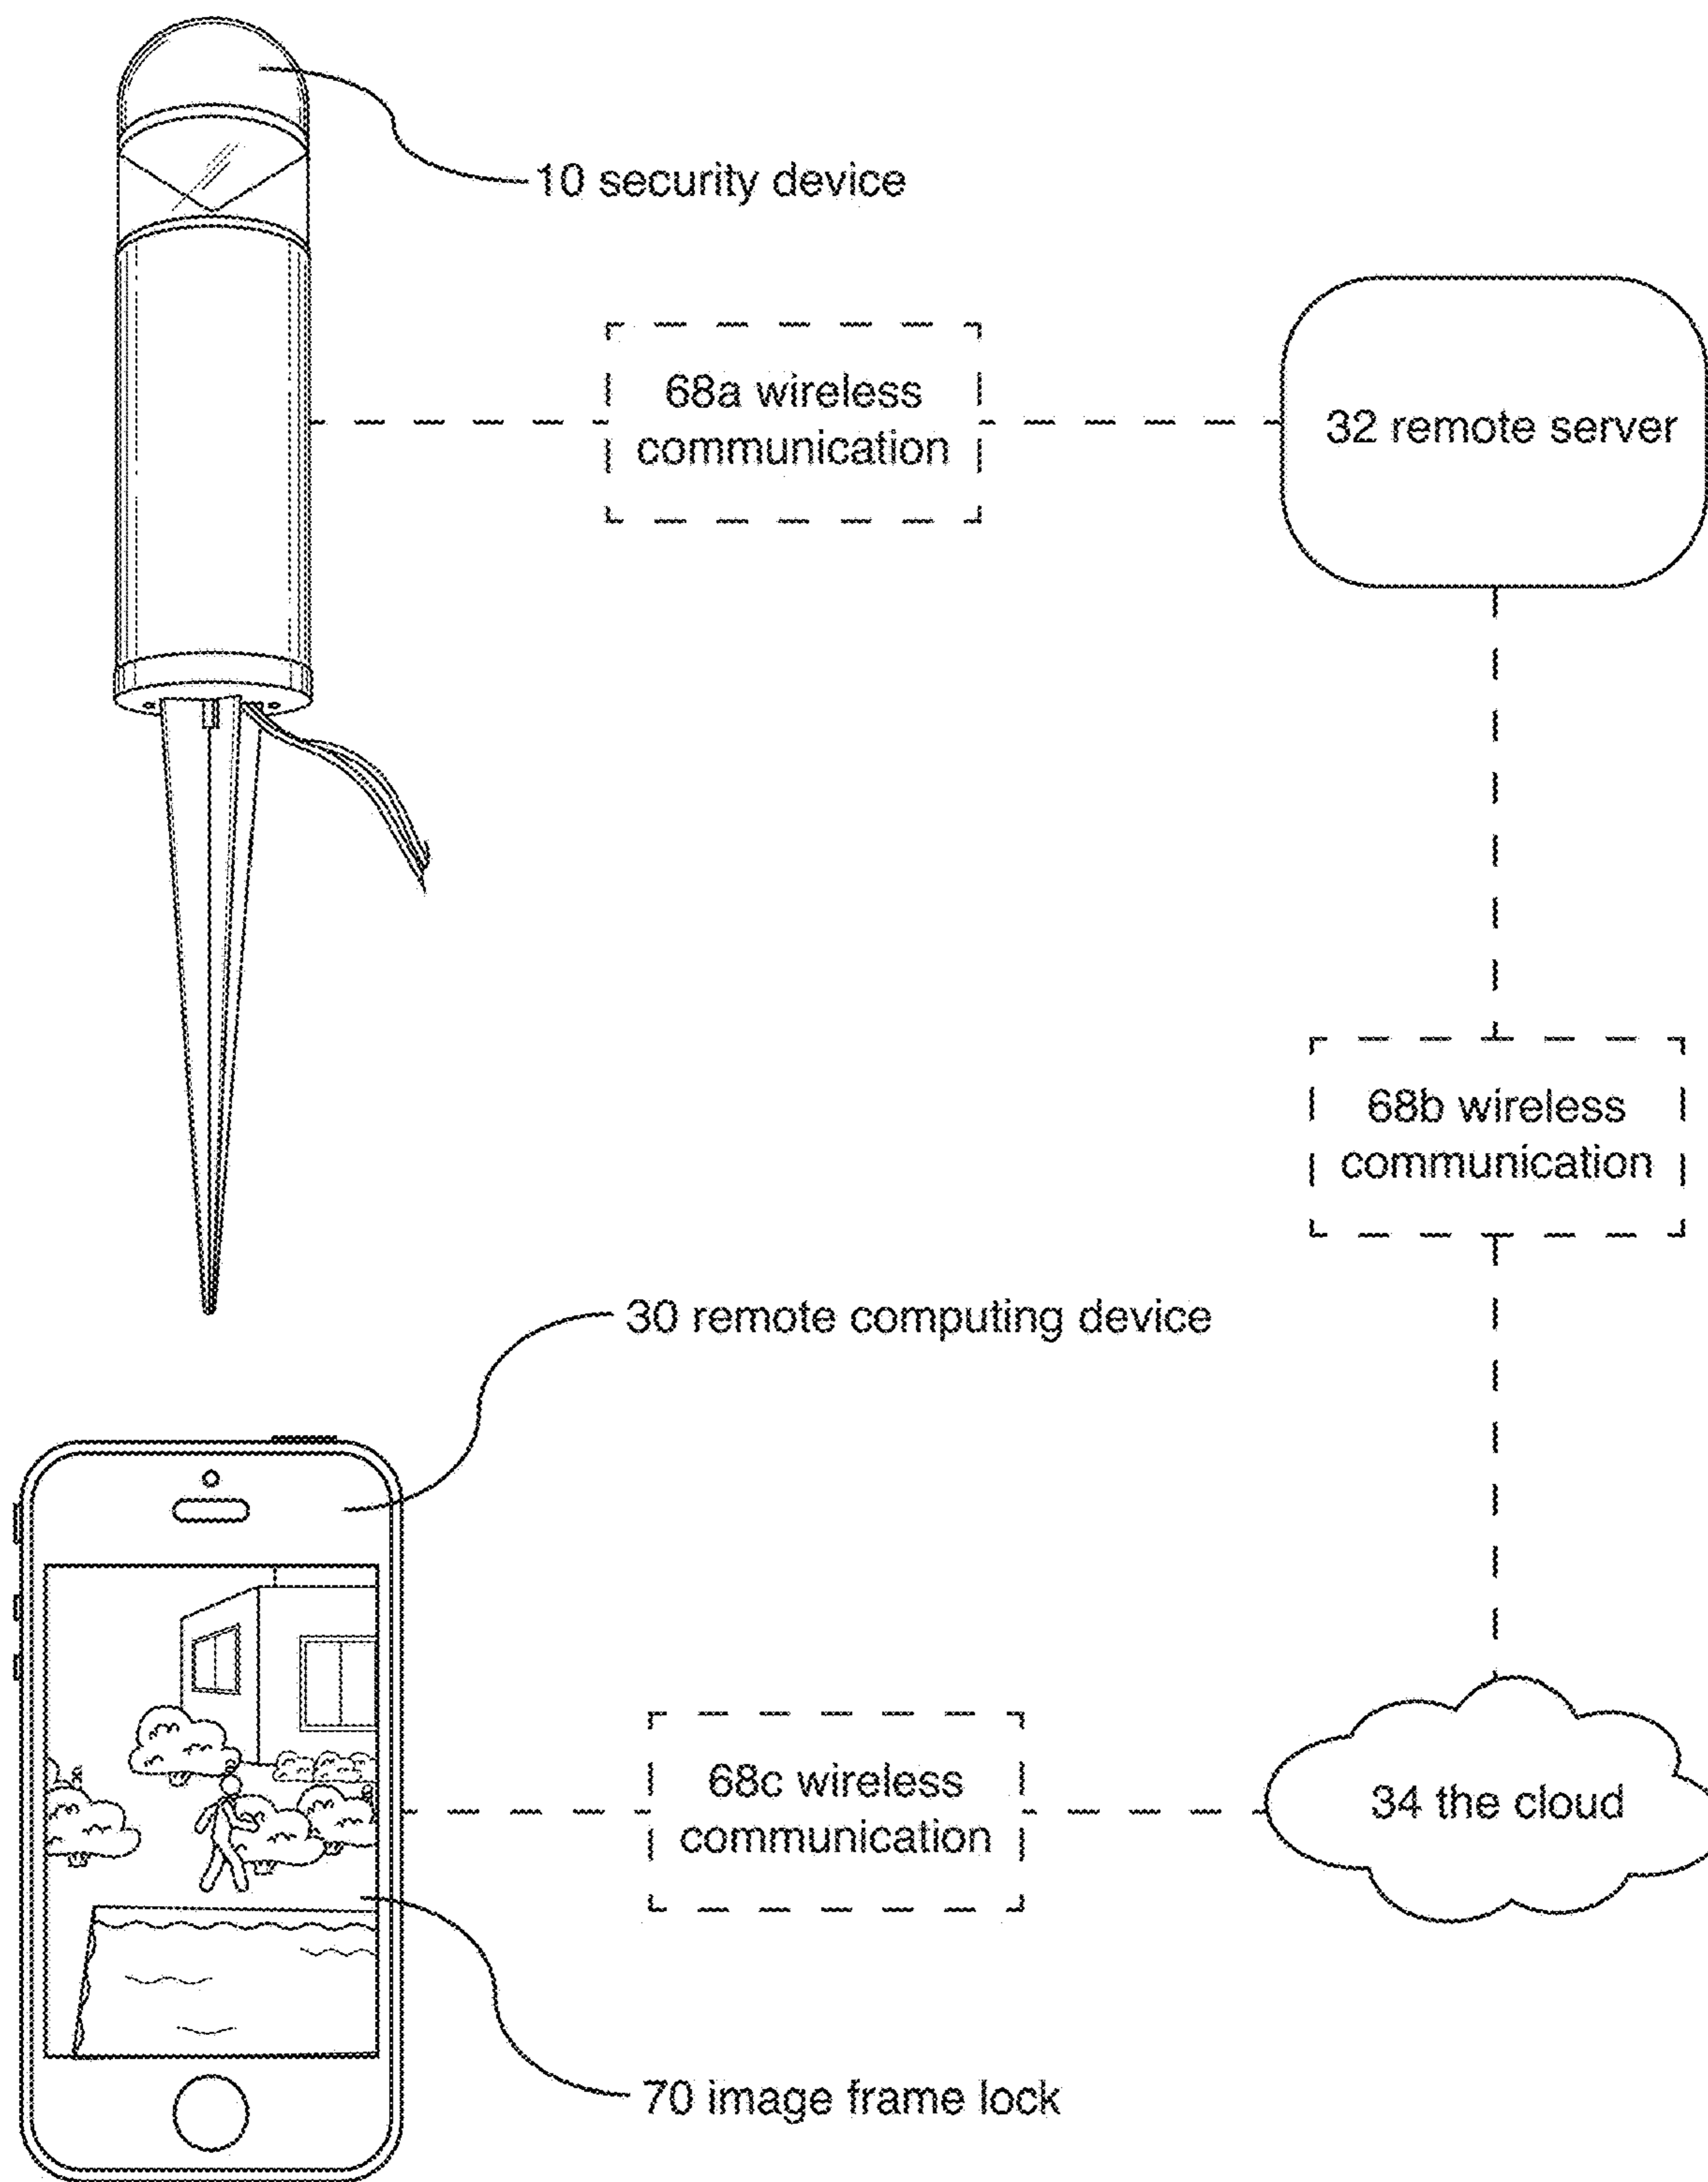 10 security device
68a wireless
communication
32 remote server
68b wireless
communication
30 remote computing device
68c wireless
communication
34 the cloud
70 image frame lock